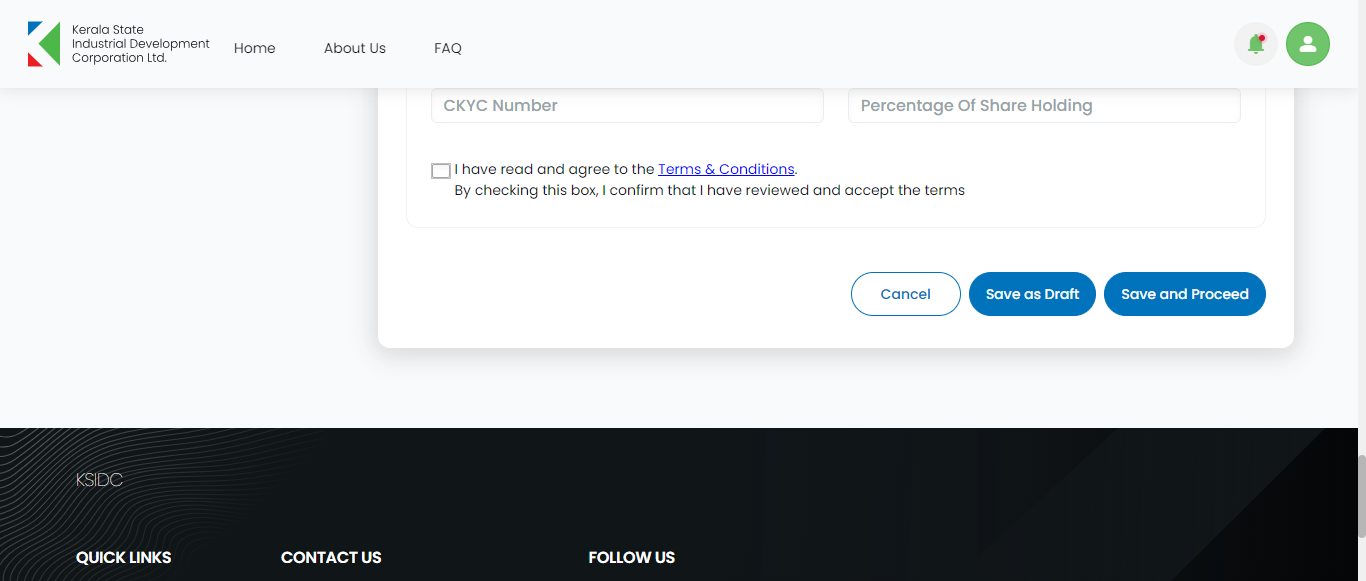 Kerala State
Industrial Development
Corporation Ltd.
Home
About Us
FAQ
CKYC Number
Percentage Of Share Holding
I have read and agree to the Terms & Conditions.
By checking this box, I confirm that I have reviewed and accept the terms
Cancel
Save as Draft
Save and Proceed
KSIDC
QUICK LINKS
CONTACT US
FOLLOW US